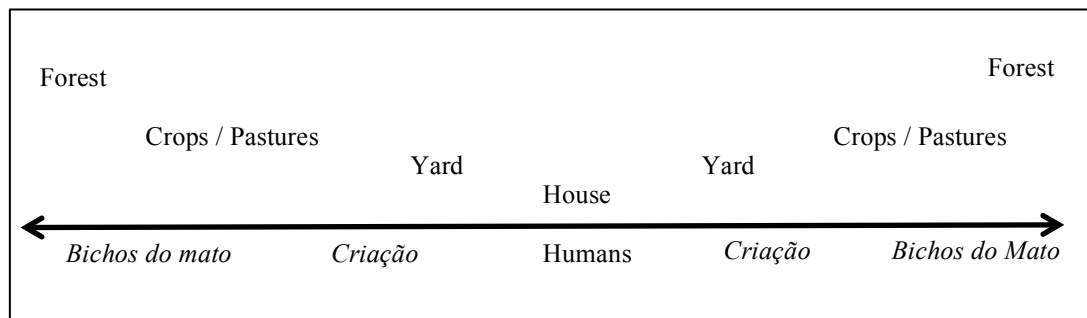 Forest
Forest
Crops / Pastures
Crops / Pastures
Yard
Yard
House
Bichos do mato Criação Humans Criação Bichos do Mato